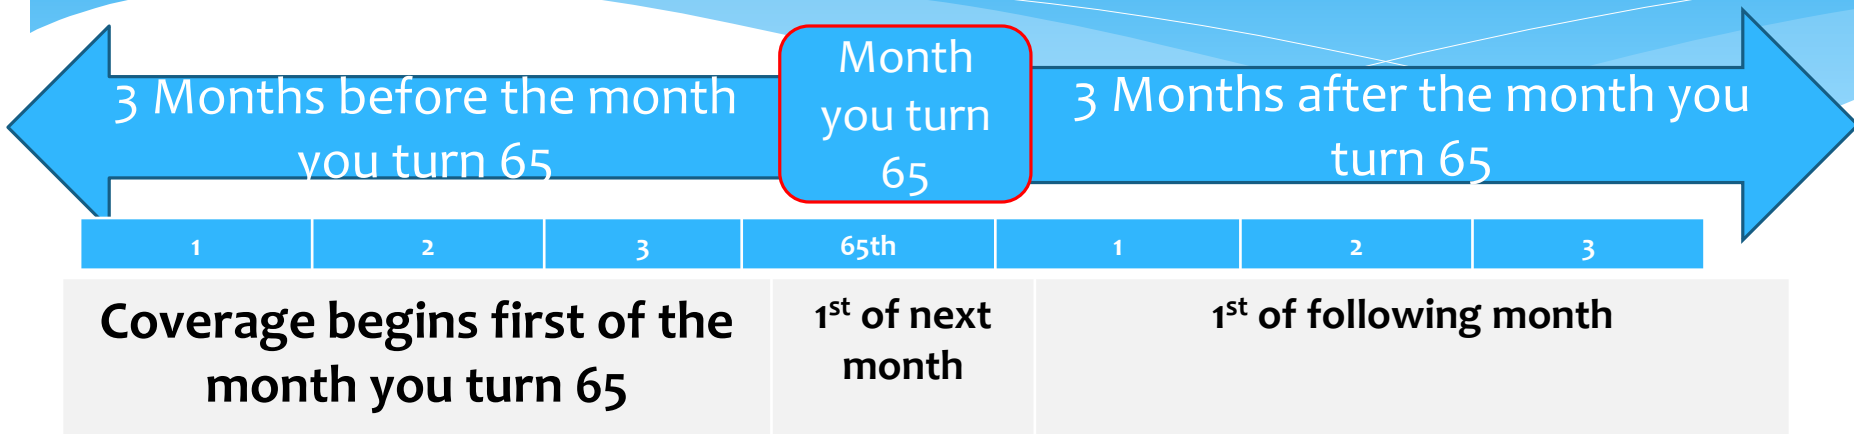 3 Months before the month
you turn 65
Month
you turn
65
3 Months after the month you
turn 65
1 2 3 65th 1 2 3
Coverage begins first of the
month you turn 65
1st of next
month
1st of following month